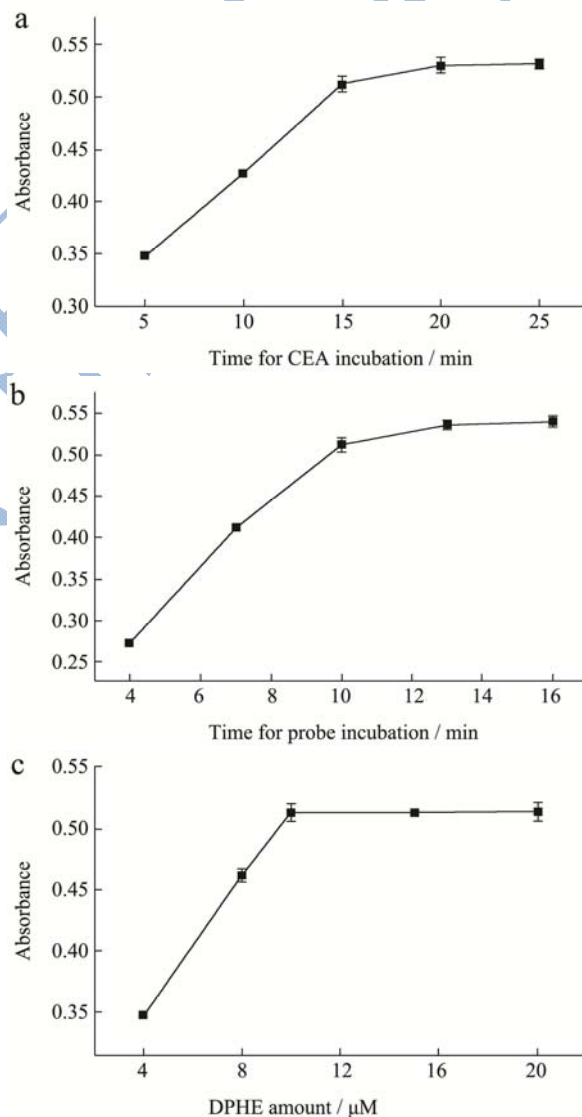 a
0.55
0.50
0.45
0.40
0.35
0.30
Absorbance
5 10 15 20 25
Time for CEA incubation / min
b
0.55
0.50
0.45
0.40
0.35
0.30
0.25
Absorbance
4 6 8 10 12 14 16
Time for probe incubation / min
c
0.55
0.50
0.45
0.40
0.35
Absorbance
4 8 12 16 20
DPHE amount / μM